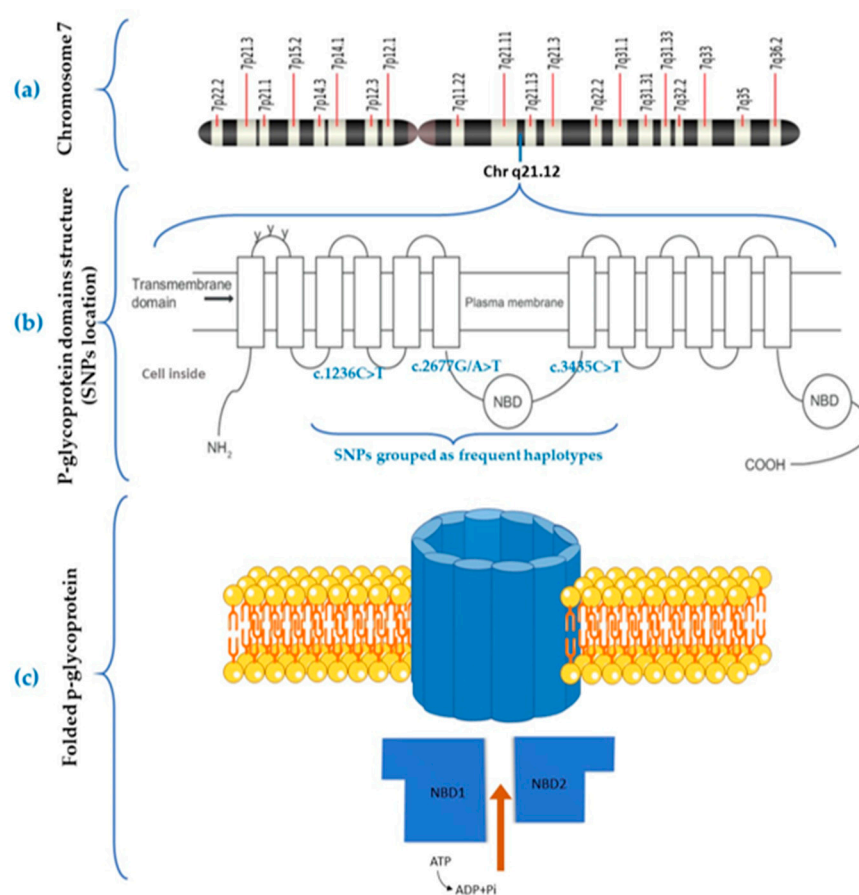 (a)
Chromosome 7
7p22.2
7p21.3
7p21.1
7p15.2
7p14.3
7p14.1
7p12.3
7p12.1
7q11.22
7q21.11
7q21.13
7q21.3
7q22.2
7q31.1
7q31.31
7q31.33
7q32.2
7q33
7q35
7q36.2
Chr q21.12
(b)
P-glycoprotein domains structure
(SNPs location)
Y Y Y
Transmembrane
domain
Plasma membrane
Cell inside
c.1236C>T
c.2677G/A>T
c.3435C>T
NBD
NBD
NH2
COOH
SNPs grouped as frequent haplotypes
(c)
Folded p-glycoprotein
NBD1
NBD2
ATP
ADP+Pi